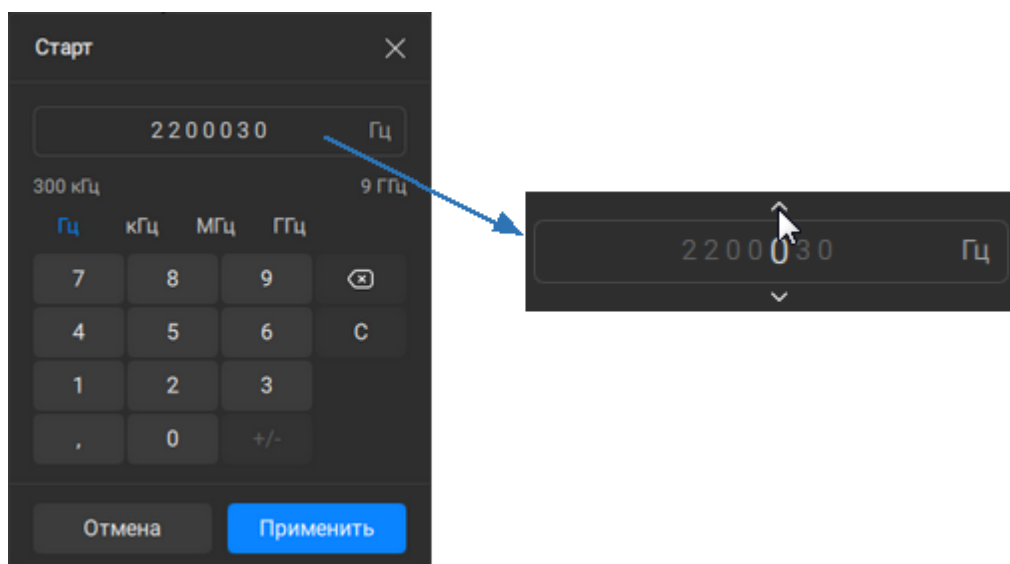 Старт
2200030 Гц
300 кГц 9 ГГц
Гц кГц МГц ГГц
7 8 9
4 5 6 C
1 2 3
, 0 +/-
Отмена Применить
2200030 Гц